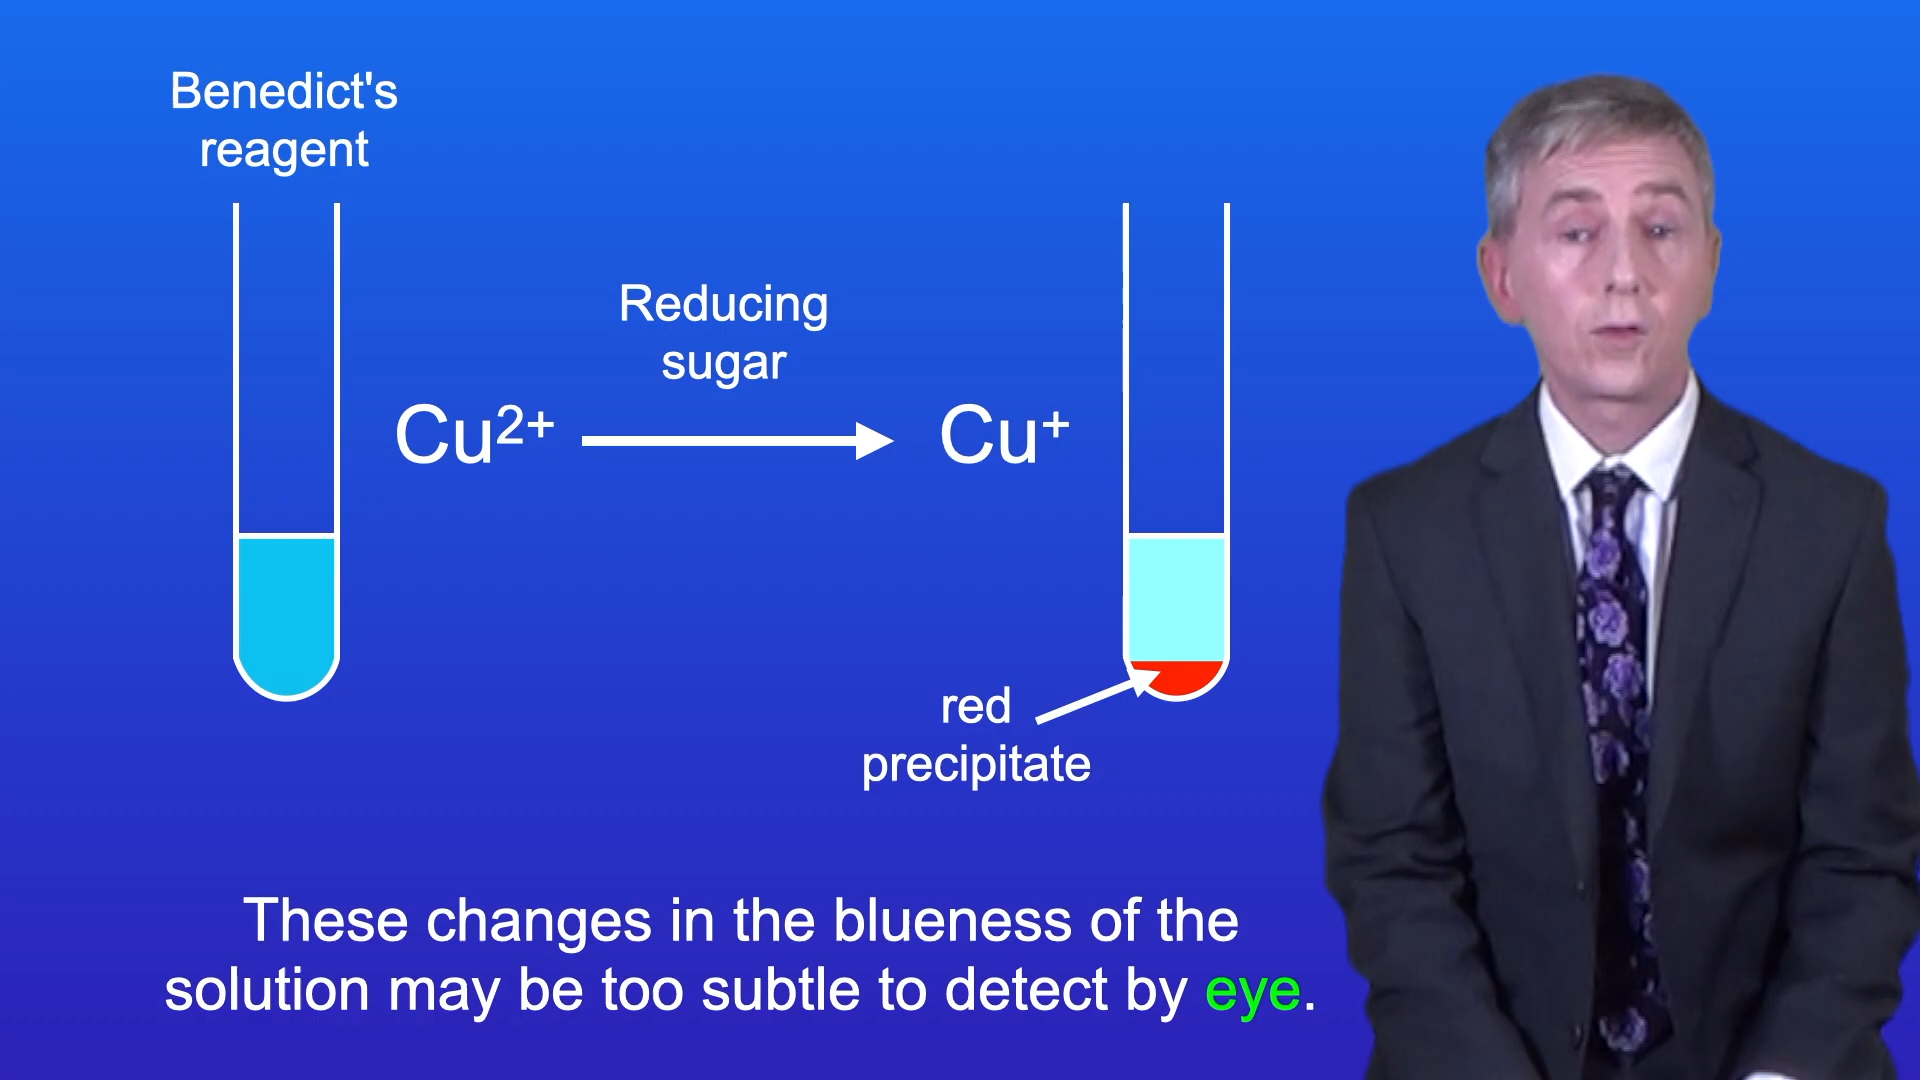 Benedict's
reagent
Reducing
sugar
Cu²⁺
Cu⁺
red
precipitate
These changes in the blueness of the
solution may be too subtle to detect by eye.